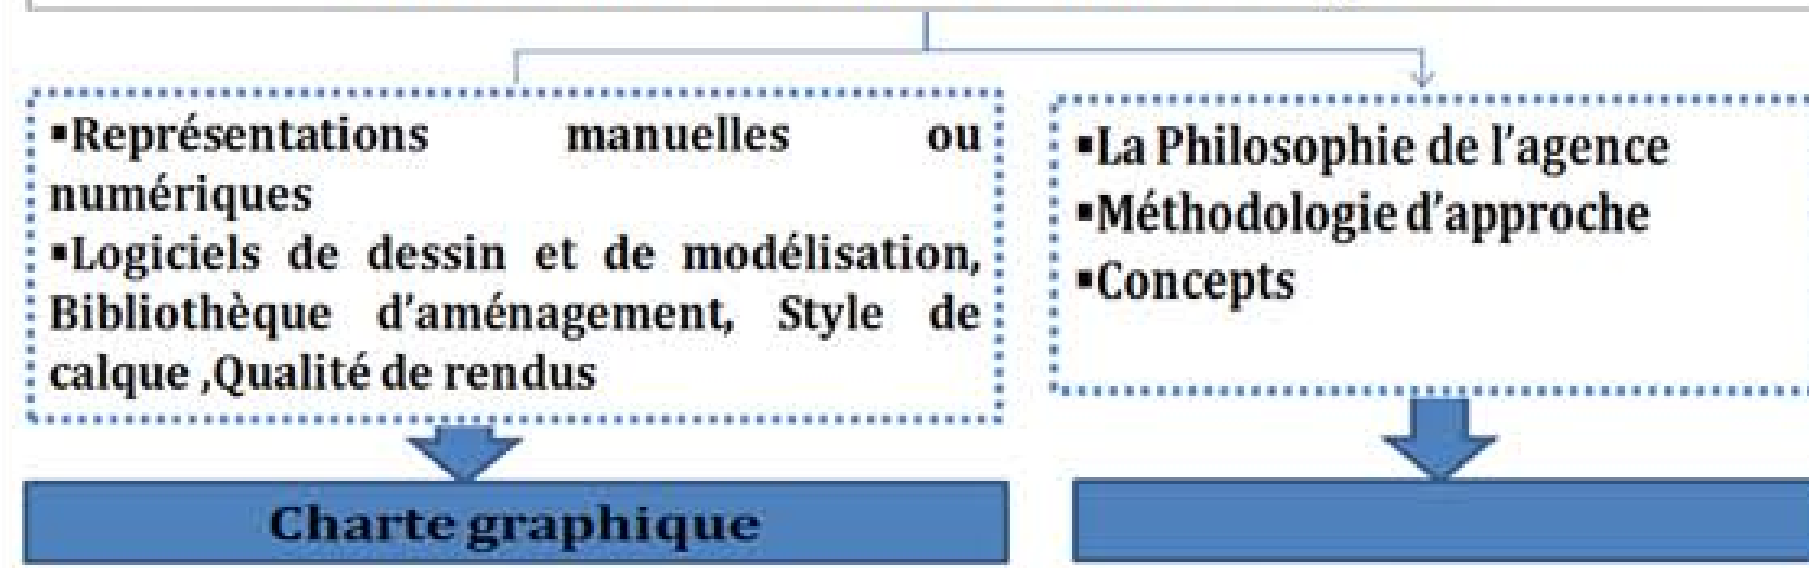 ▪Représentations manuelles ou
numériques
▪Logiciels de dessin et de modélisation,
Bibliothèque d'aménagement, Style de
calque ,Qualité de rendus
▪La Philosophie de l'agence
▪Méthodologie d'approche
▪Concepts
Charte graphique